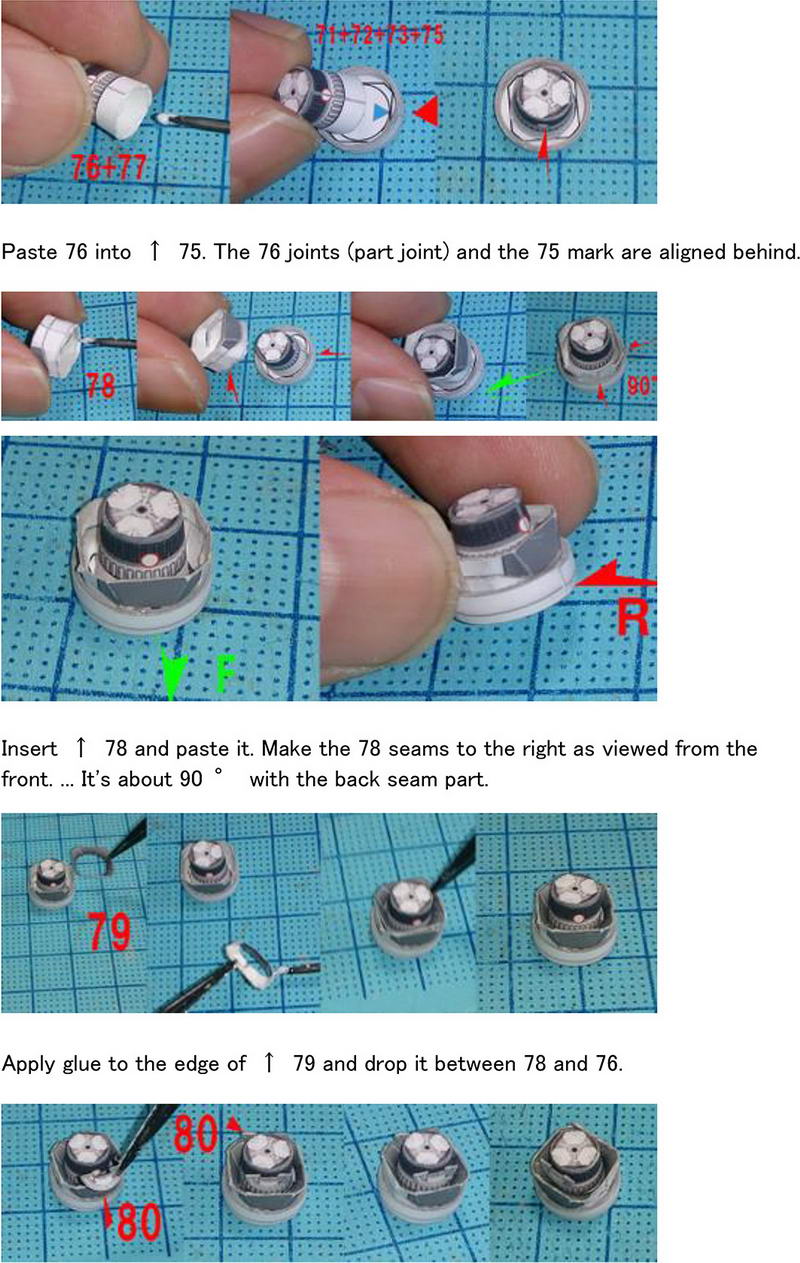 76+77
71+72+73+75
Paste 76 into ↑ 75. The 76 joints (part joint) and the 75 mark are aligned behind.
78
90°
F
R
Insert ↑ 78 and paste it. Make the 78 seams to the right as viewed from the
front. ... It's about 90 ° with the back seam part.
79
Apply glue to the edge of ↑ 79 and drop it between 78 and 76.
80
80